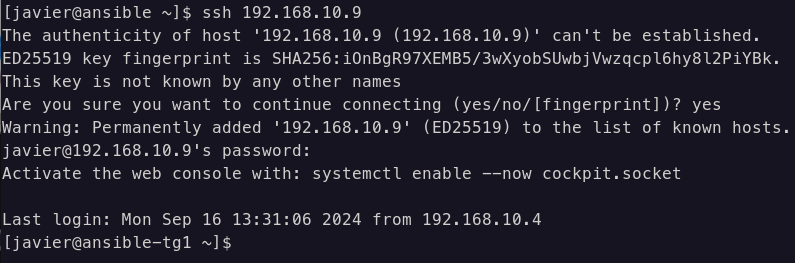 [javier@ansible ~]$ ssh 192.168.10.9
The authenticity of host '192.168.10.9 (192.168.10.9)' can't be established.
ED25519 key fingerprint is SHA256:iOnBgR97XEMB5/3wXyobSUwbjVwzqcpl6hy8l2PiYBk.
This key is not known by any other names
Are you sure you want to continue connecting (yes/no/[fingerprint])? yes
Warning: Permanently added '192.168.10.9' (ED25519) to the list of known hosts.
javier@192.168.10.9's password:
Activate the web console with: systemctl enable --now cockpit.socket
Last login: Mon Sep 16 13:31:06 2024 from 192.168.10.4
[javier@ansible-tg1 ~]$